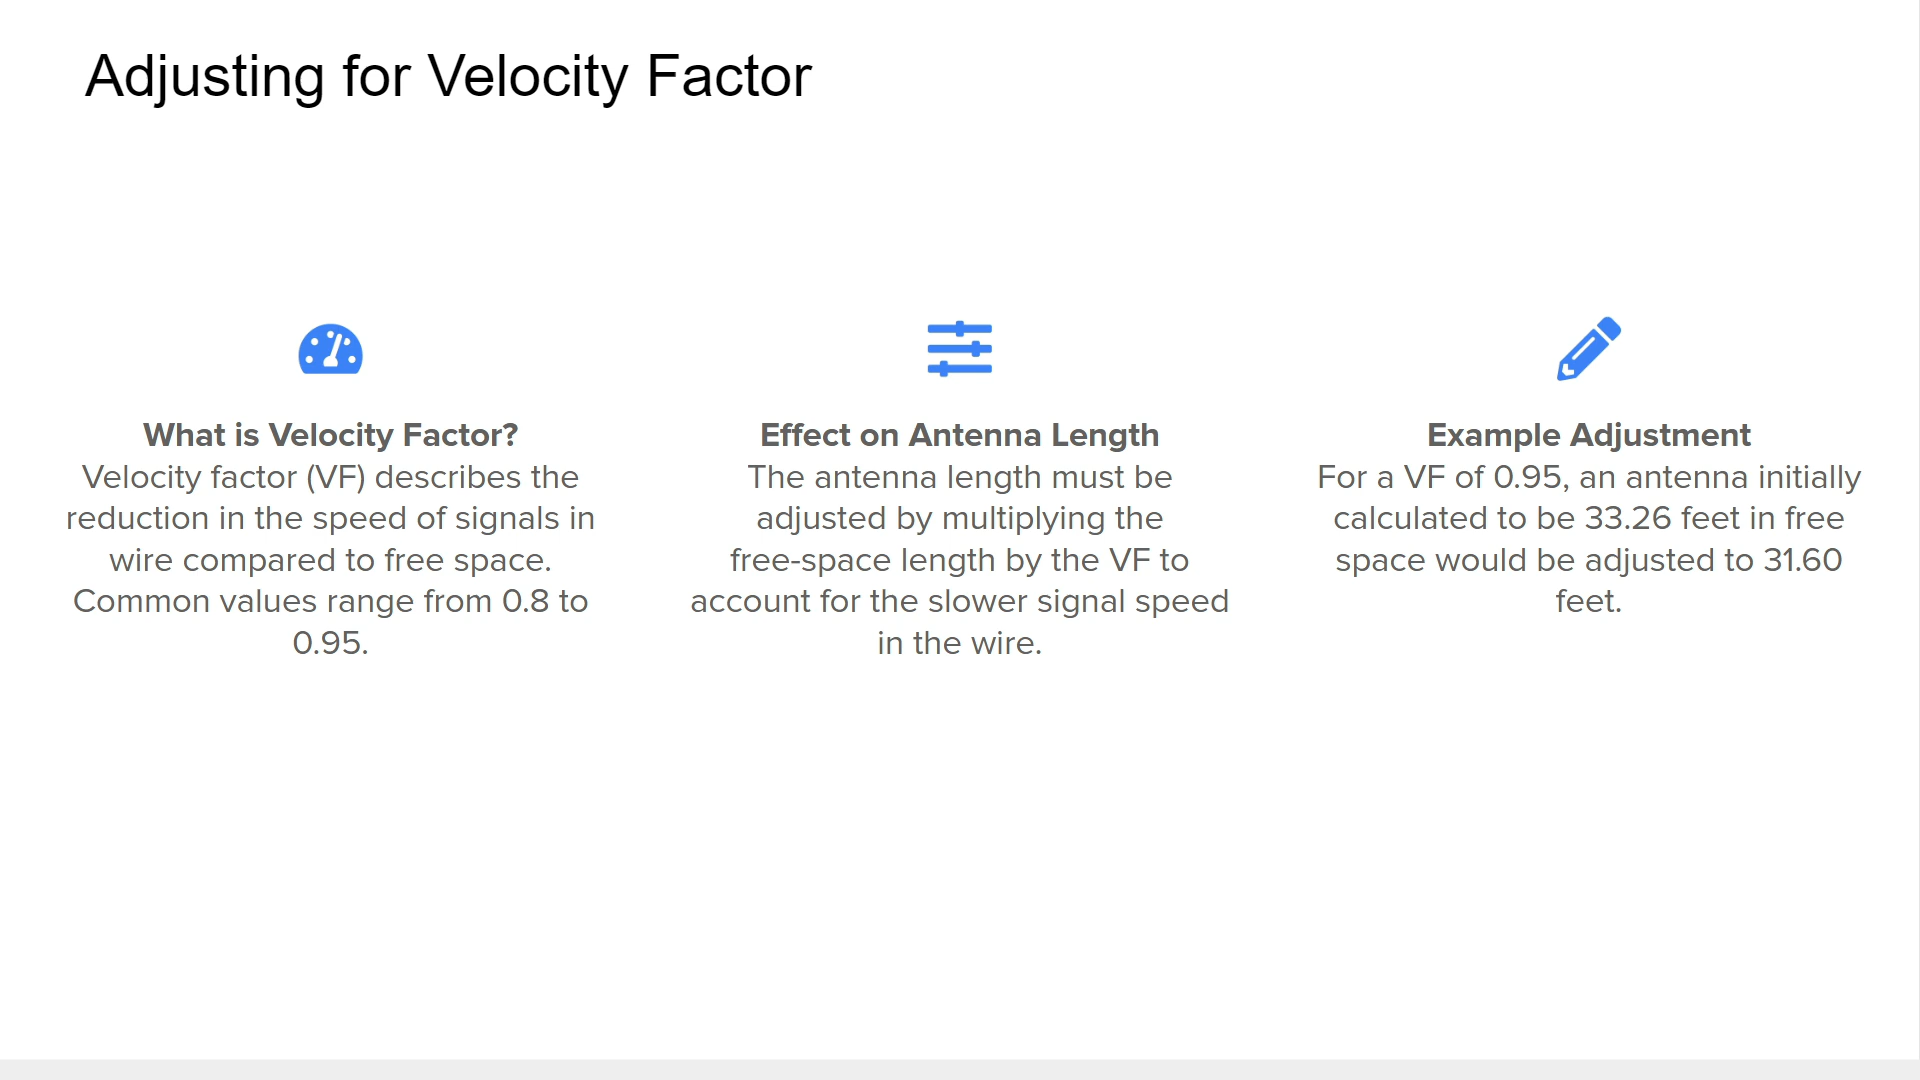 Adjusting for Velocity Factor
What is Velocity Factor?
Velocity factor (VF) describes the
reduction in the speed of signals in
wire compared to free space.
Common values range from 0.8 to
0.95.
Effect on Antenna Length
The antenna length must be
adjusted by multiplying the
free-space length by the VF to
account for the slower signal speed
in the wire.
Example Adjustment
For a VF of 0.95, an antenna initially
calculated to be 33.26 feet in free
space would be adjusted to 31.60
feet.